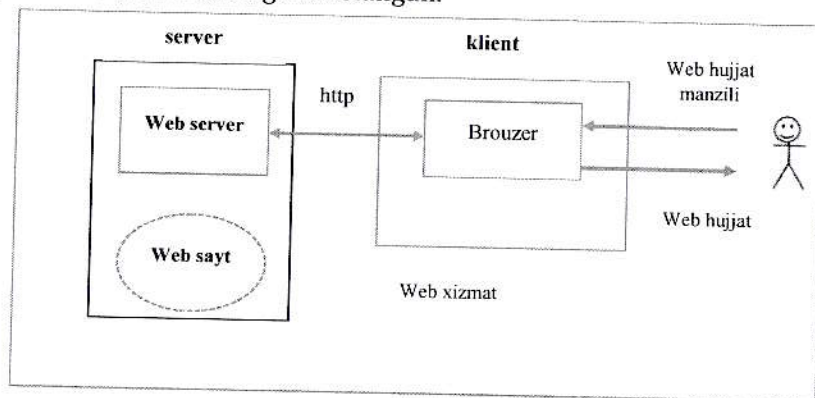 server
klient
Web hujjat
manzili
http
Web server
Brouzer
Web hujjat
Web sayt
Web xizmat